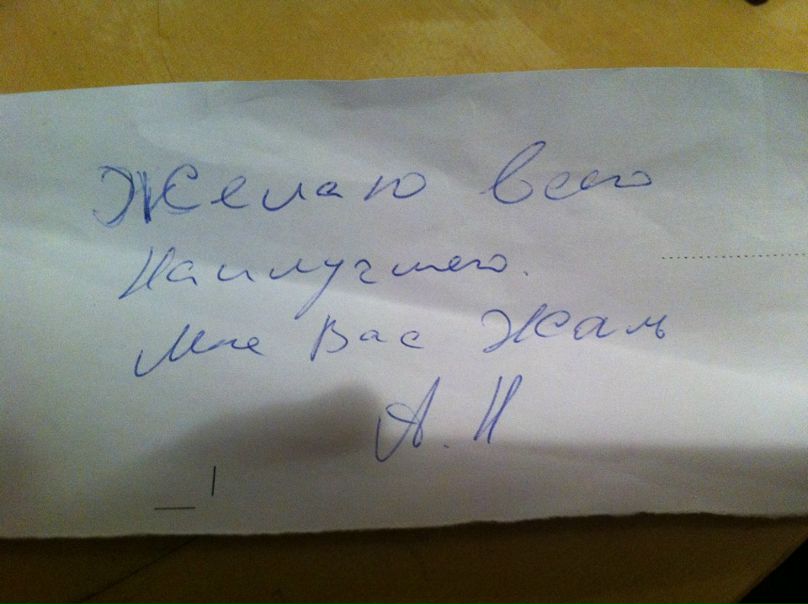 Желаю всего
Наилучшего.
Мне Вас Жаль
А.Н